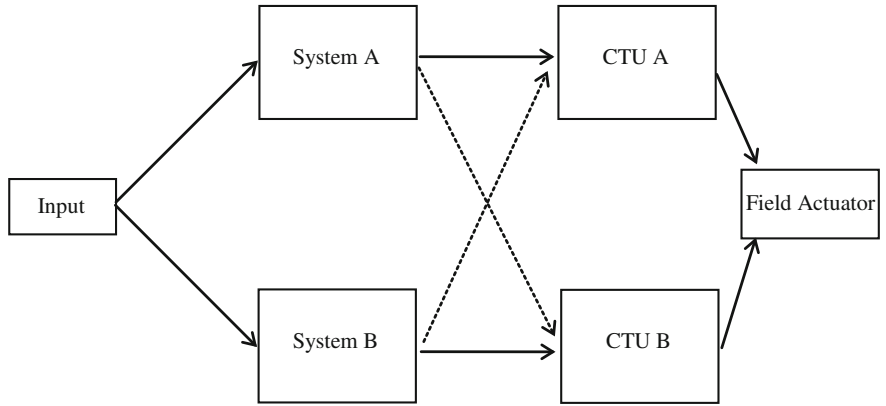 System A
CTU A
Input
Field Actuator
System B
CTU B